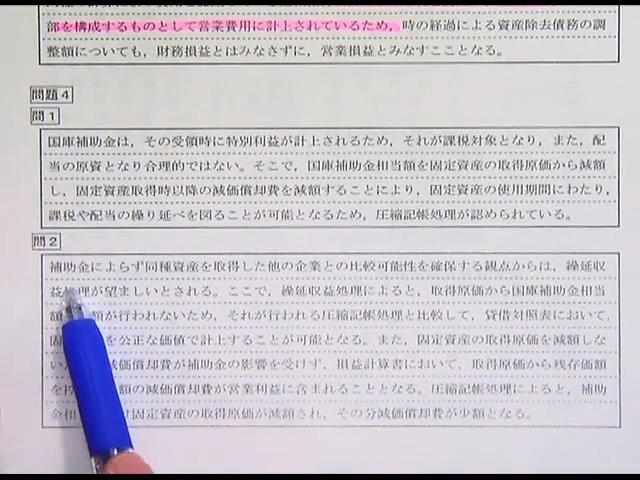 部を構成するものとして営業費用に計上されているため，時の経過による資産除去債務の調
整額についても，財務損益とはみなさずに，営業損益とみなすこことなる。
問題4
問1
国庫補助金は，その受領時に特別利益が計上されるため，それが課税対象となり，また，配
当の原資となり合理的ではない。そこで，国庫補助金相当額を固定資産の取得原価から減額
し，固定資産取得時以降の減価償却費を減額することにより，固定資産の使用期間にわたり，
課税や配当の繰り延べを図ることが可能となるため，圧縮記帳処理が認められている。
問2
補助金によらず同種資産を取得した他の企業との比較可能性を確保する観点からは，繰延収
益処理が望ましいとされる。ここで，繰延収益処理によると，取得原価から国庫補助金相当
額が行われないため，それが行われる圧縮記帳処理と比較して，貸借対照表において，
固を公正な価値で計上することが可能となる。また，固定資産の取得原価を減額しな
い減価償却費が補助金の影響を受けず，損益計算書において，取得原価から残存価額
を額の減価償却費が営業利益に含まれることとなる。圧縮記帳処理によると，補助
金け固定資産の取得原価が減額され，その分減価償却費が少額となる。